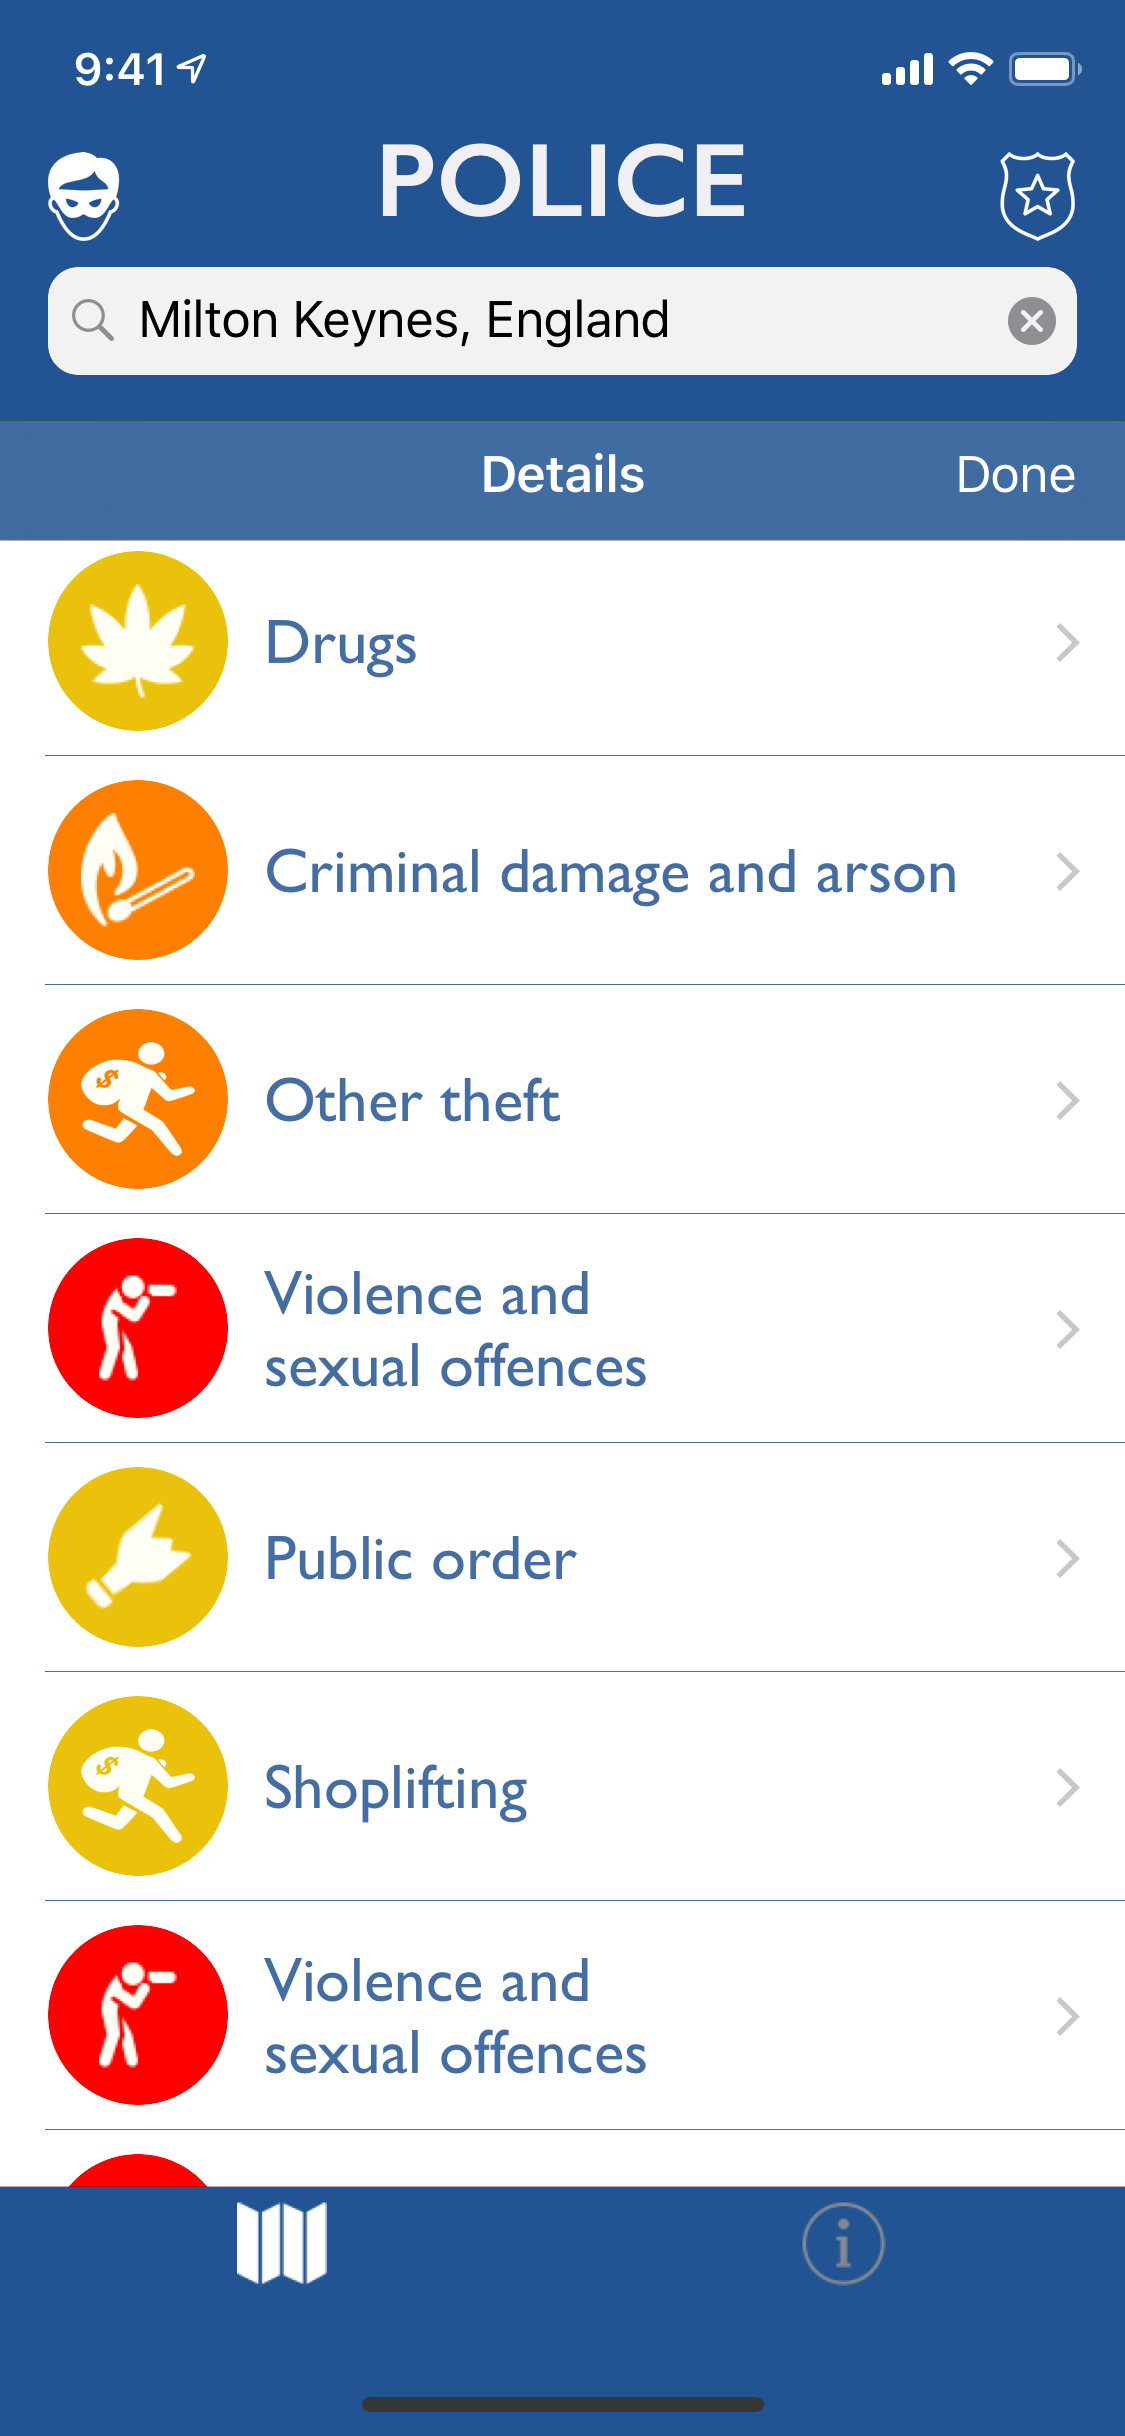 9:41
POLICE
Milton Keynes, England
Details
Done
Drugs
Criminal damage and arson
Other theft
Violence and
sexual offences
Public order
Shoplifting
Violence and
sexual offences